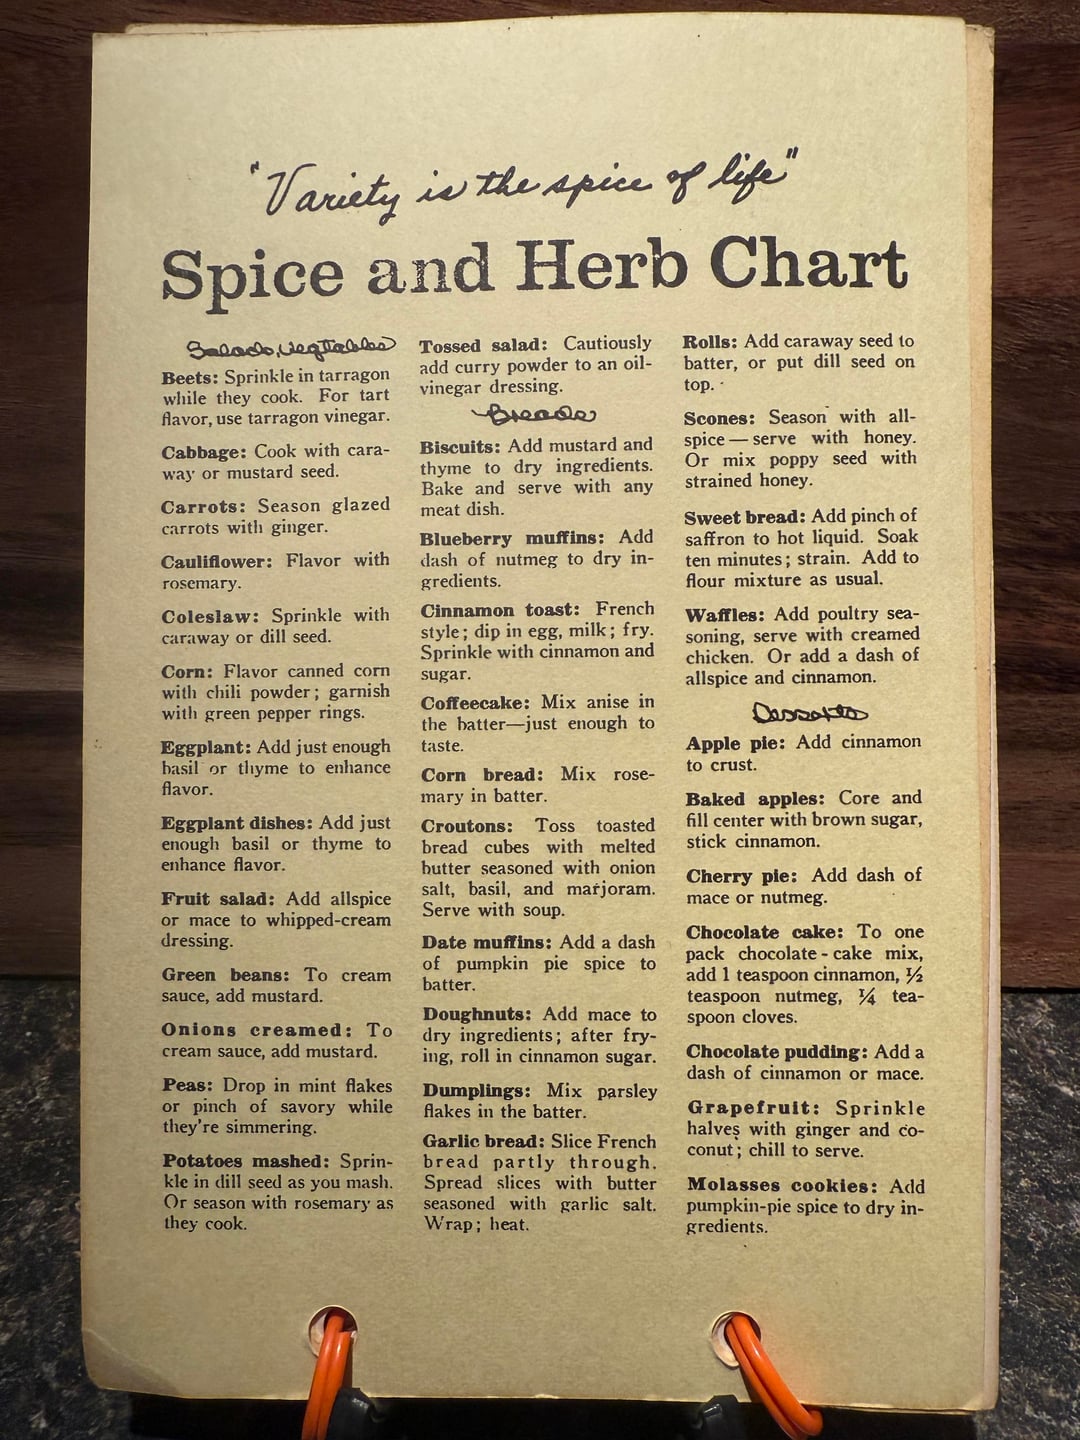 "Variety is the spice of life"
Spice and Herb Chart
Salads, Vegtables
Beets: Sprinkle in tarragon
while they cook. For tart
flavor, use tarragon vinegar.
Cabbage: Cook with cara-
way or mustard seed.
Carrots: Season glazed
carrots with ginger.
Cauliflower: Flavor with
rosemary.
Coleslaw: Sprinkle with
caraway or dill seed.
Corn: Flavor canned corn
with chili powder; garnish
with green pepper rings.
Eggplant: Add just enough
basil or thyme to enhance
flavor.
Eggplant dishes: Add just
enough basil or thyme to
enhance flavor.
Fruit salad: Add allspice
or mace to whipped-cream
dressing.
Green beans: To cream
sauce, add mustard.
Onions creamed: To
cream sauce, add mustard.
Peas: Drop in mint flakes
or pinch of savory while
they're simmering.
Potatoes mashed: Sprin-
kle in dill seed as you mash.
Or season with rosemary as
they cook.
Tossed salad: Cautiously
add curry powder to an oil-
vinegar dressing.
Breads
Biscuits: Add mustard and
thyme to dry ingredients.
Bake and serve with any
meat dish.
Blueberry muffins: Add
dash of nutmeg to dry in-
gredients.
Cinnamon toast: French
style; dip in egg, milk; fry.
Sprinkle with cinnamon and
sugar.
Coffeecake: Mix anise in
the batter—just enough to
taste.
Corn bread: Mix rose-
mary in batter.
Croutons: Toss toasted
bread cubes with melted
butter seasoned with onion
salt, basil, and marjoram.
Serve with soup.
Date muffins: Add a dash
of pumpkin pie spice to
batter.
Doughnuts: Add mace to
dry ingredients; after fry-
ing, roll in cinnamon sugar.
Dumplings: Mix parsley
flakes in the batter.
Garlic bread: Slice French
bread partly through.
Spread slices with butter
seasoned with garlic salt.
Wrap; heat.
Rolls: Add caraway seed to
batter, or put dill seed on
top.
Scones: Season with all-
spice — serve with honey.
Or mix poppy seed with
strained honey.
Sweet bread: Add pinch of
saffron to hot liquid. Soak
ten minutes; strain. Add to
flour mixture as usual.
Waffles: Add poultry sea-
soning, serve with creamed
chicken. Or add a dash of
allspice and cinnamon.
Desserts
Apple pie: Add cinnamon
to crust.
Baked apples: Core and
fill center with brown sugar,
stick cinnamon.
Cherry pie: Add dash of
mace or nutmeg.
Chocolate cake: To one
pack chocolate-cake mix,
add 1 teaspoon cinnamon, ½
teaspoon nutmeg, ¼ tea-
spoon cloves.
Chocolate pudding: Add a
dash of cinnamon or mace.
Grapefruit: Sprinkle
halves with ginger and co-
conut; chill to serve.
Molasses cookies: Add
pumpkin-pie spice to dry in-
gredients.